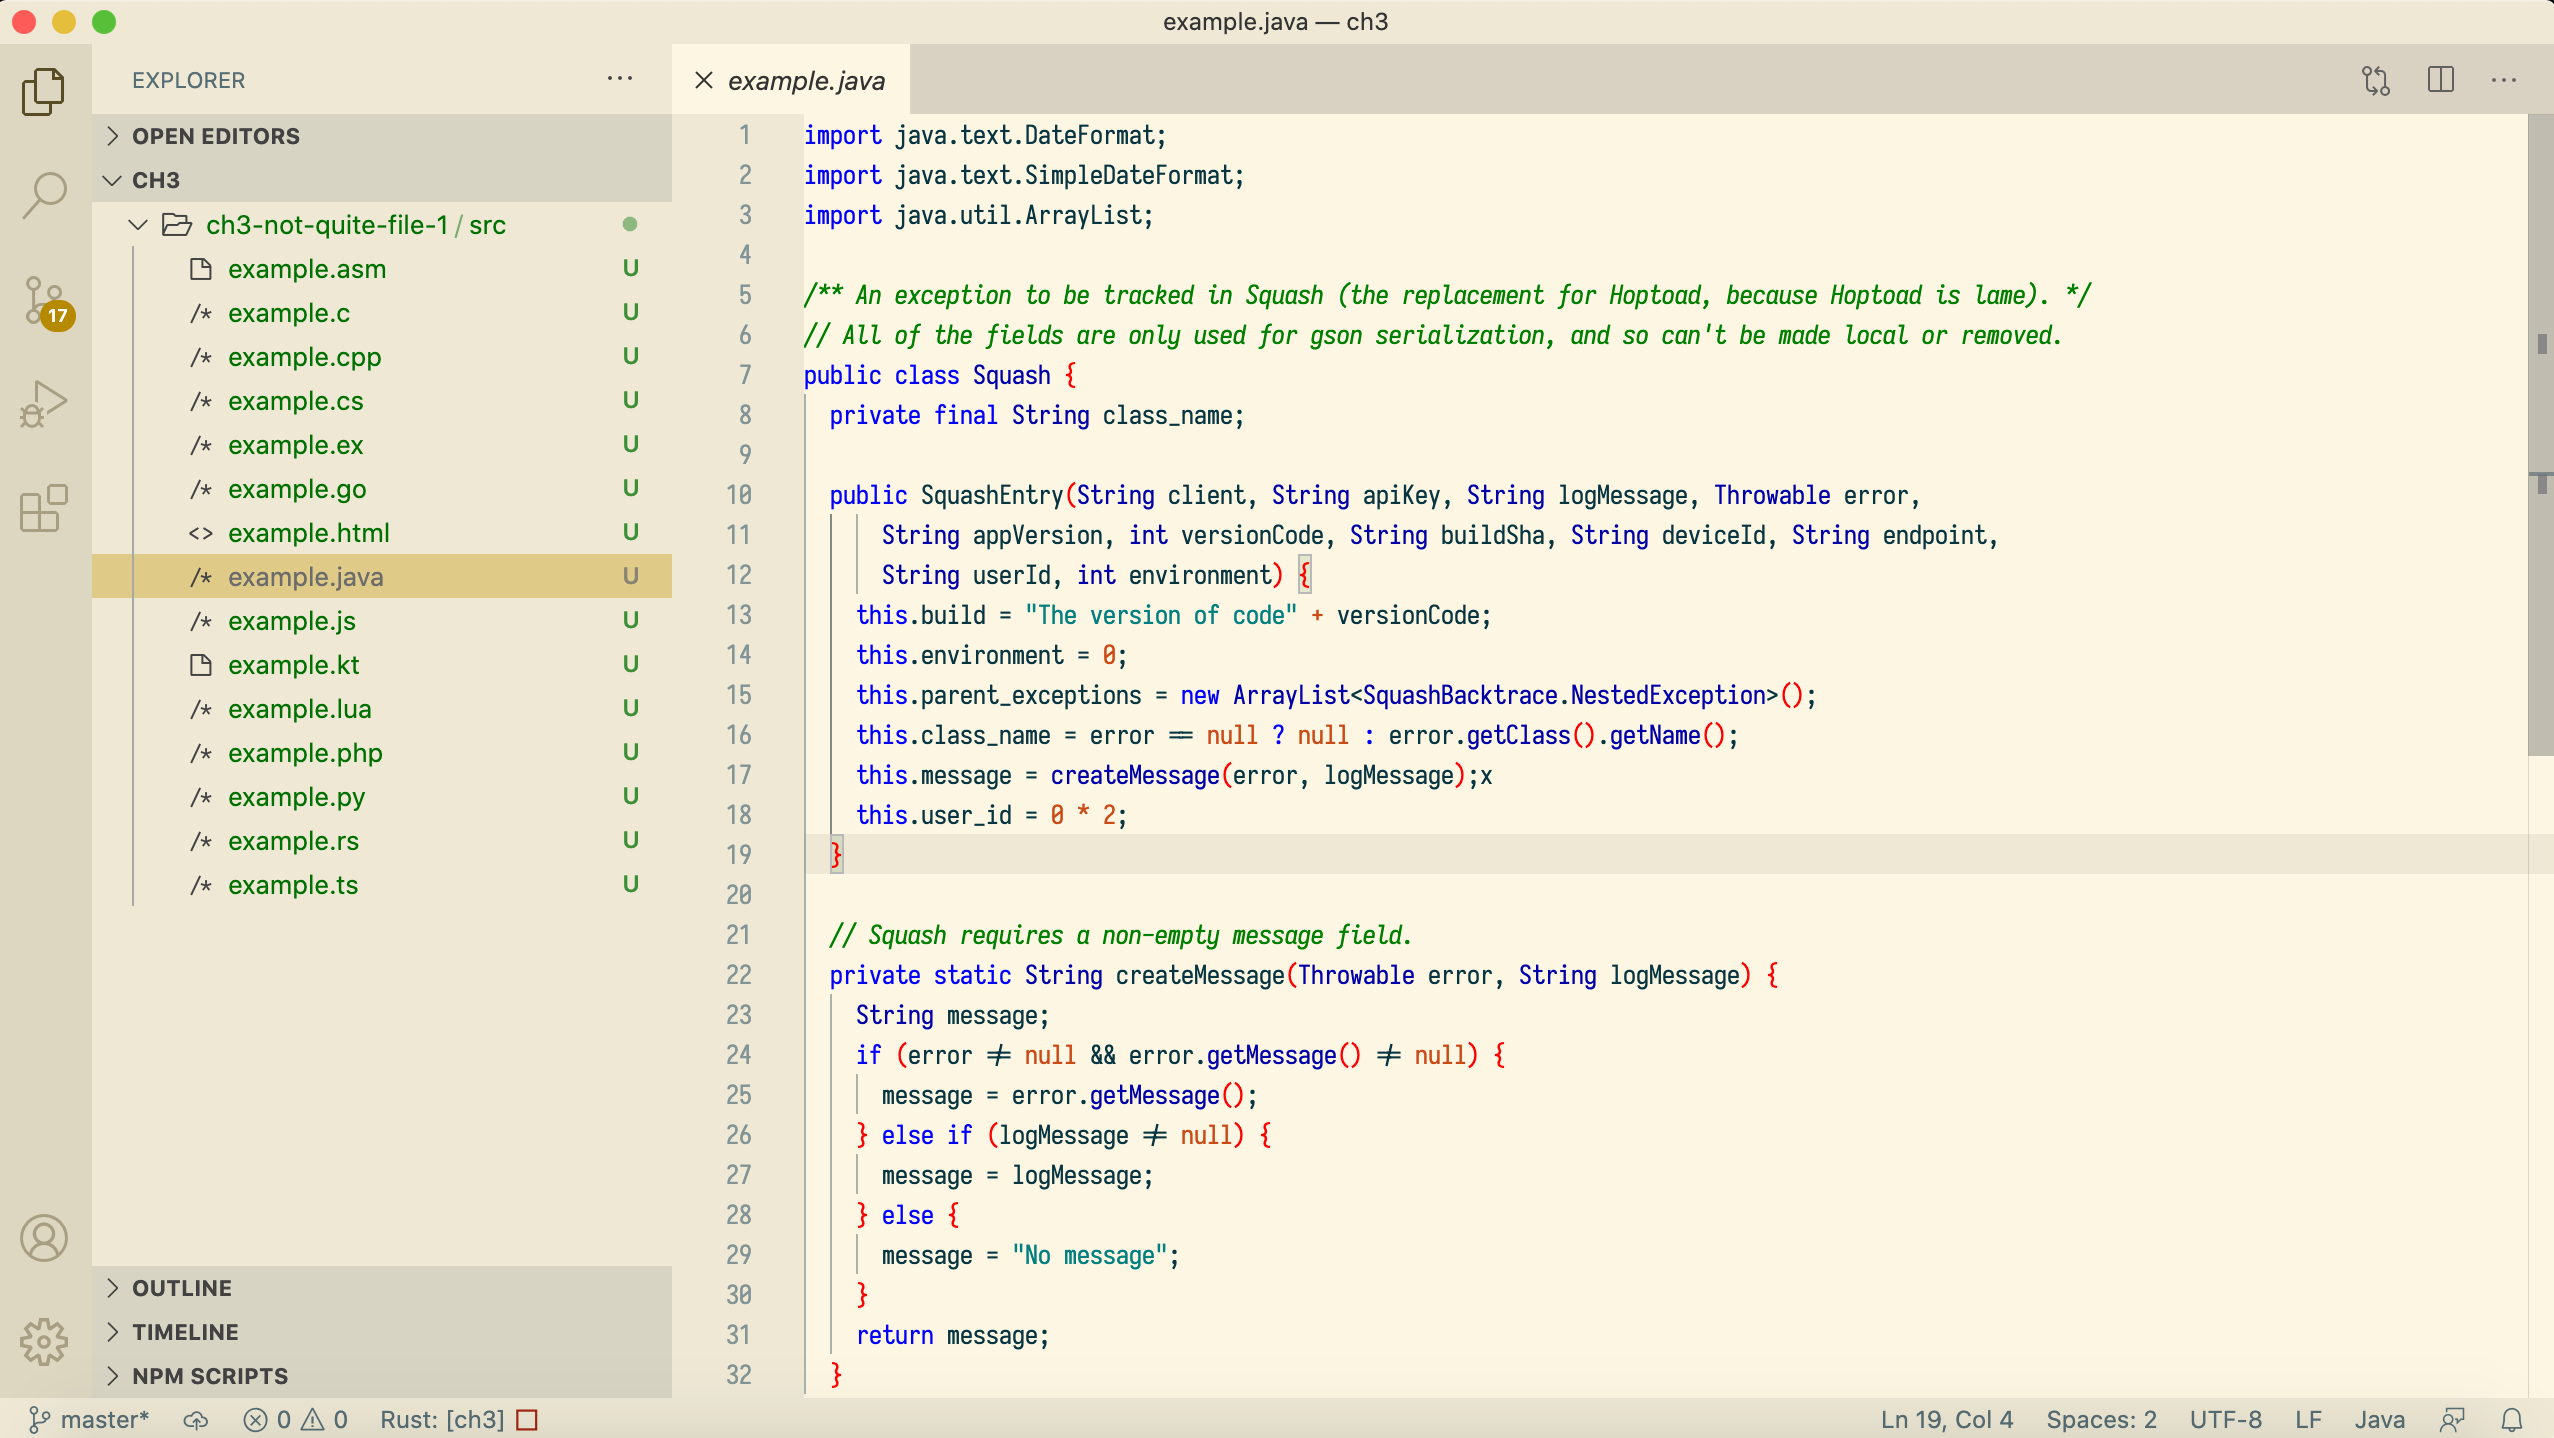 example.java — ch3
EXPLORER
OPEN EDITORS
CH3
ch3-not-quite-file-1 / src
example.asm U
/* example.c U
/* example.cpp U
/* example.cs U
/* example.ex U
/* example.go U
<> example.html U
/* example.java U
/* example.js U
example.kt U
/* example.lua U
/* example.php U
/* example.py U
/* example.rs U
/* example.ts U
17
OUTLINE
TIMELINE
NPM SCRIPTS
example.java
1 import java.text.DateFormat;
2 import java.text.SimpleDateFormat;
3 import java.util.ArrayList;
4
5 /** An exception to be tracked in Squash (the replacement for Hoptoad, because Hoptoad is lame). */
6 // All of the fields are only used for gson serialization, and so can't be made local or removed.
7 public class Squash {
8 private final String class_name;
9
10 public SquashEntry(String client, String apiKey, String logMessage, Throwable error,
11 String appVersion, int versionCode, String buildSha, String deviceId, String endpoint,
12 String userId, int environment) {
13 this.build = "The version of code" + versionCode;
14 this.environment = 0;
15 this.parent_exceptions = new ArrayList<SquashBacktrace.NestedException>();
16 this.class_name = error == null ? null : error.getClass().getName();
17 this.message = createMessage(error, logMessage);x
18 this.user_id = 0 * 2;
19 }
20
21 // Squash requires a non-empty message field.
22 private static String createMessage(Throwable error, String logMessage) {
23 String message;
24 if (error != null && error.getMessage() != null) {
25 message = error.getMessage();
26 } else if (logMessage != null) {
27 message = logMessage;
28 } else {
29 message = "No message";
30 }
31 return message;
32 }
master* 0 0 Rust: [ch3] Ln 19, Col 4 Spaces: 2 UTF-8 LF Java